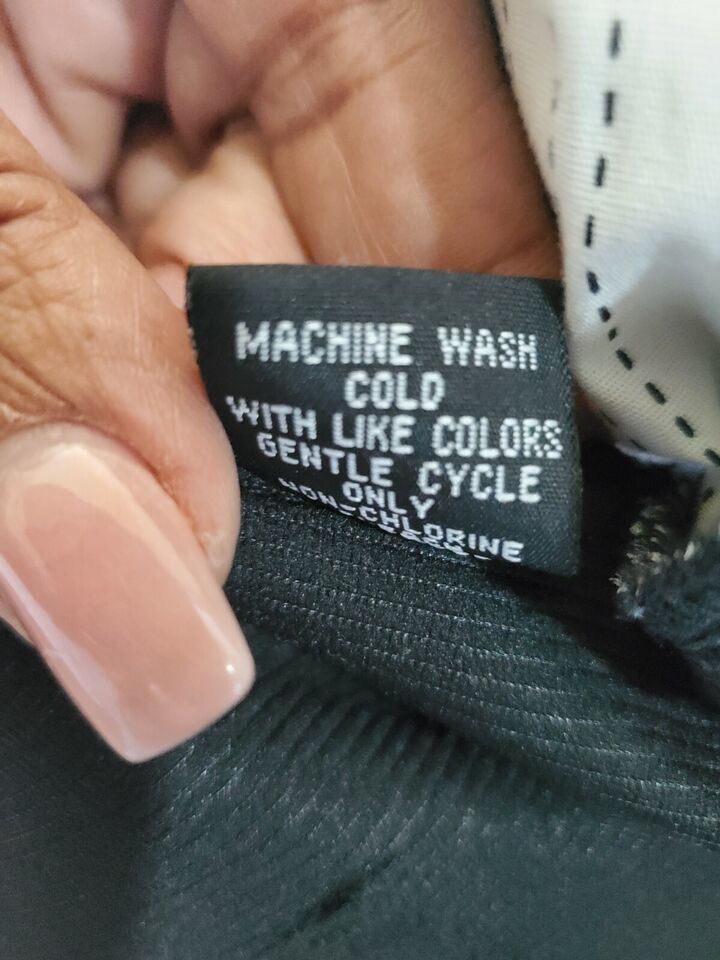 MACHINE WASH
COLD
WITH LIKE COLORS
GENTLE CYCLE
ONLY
NON-CHLORINE